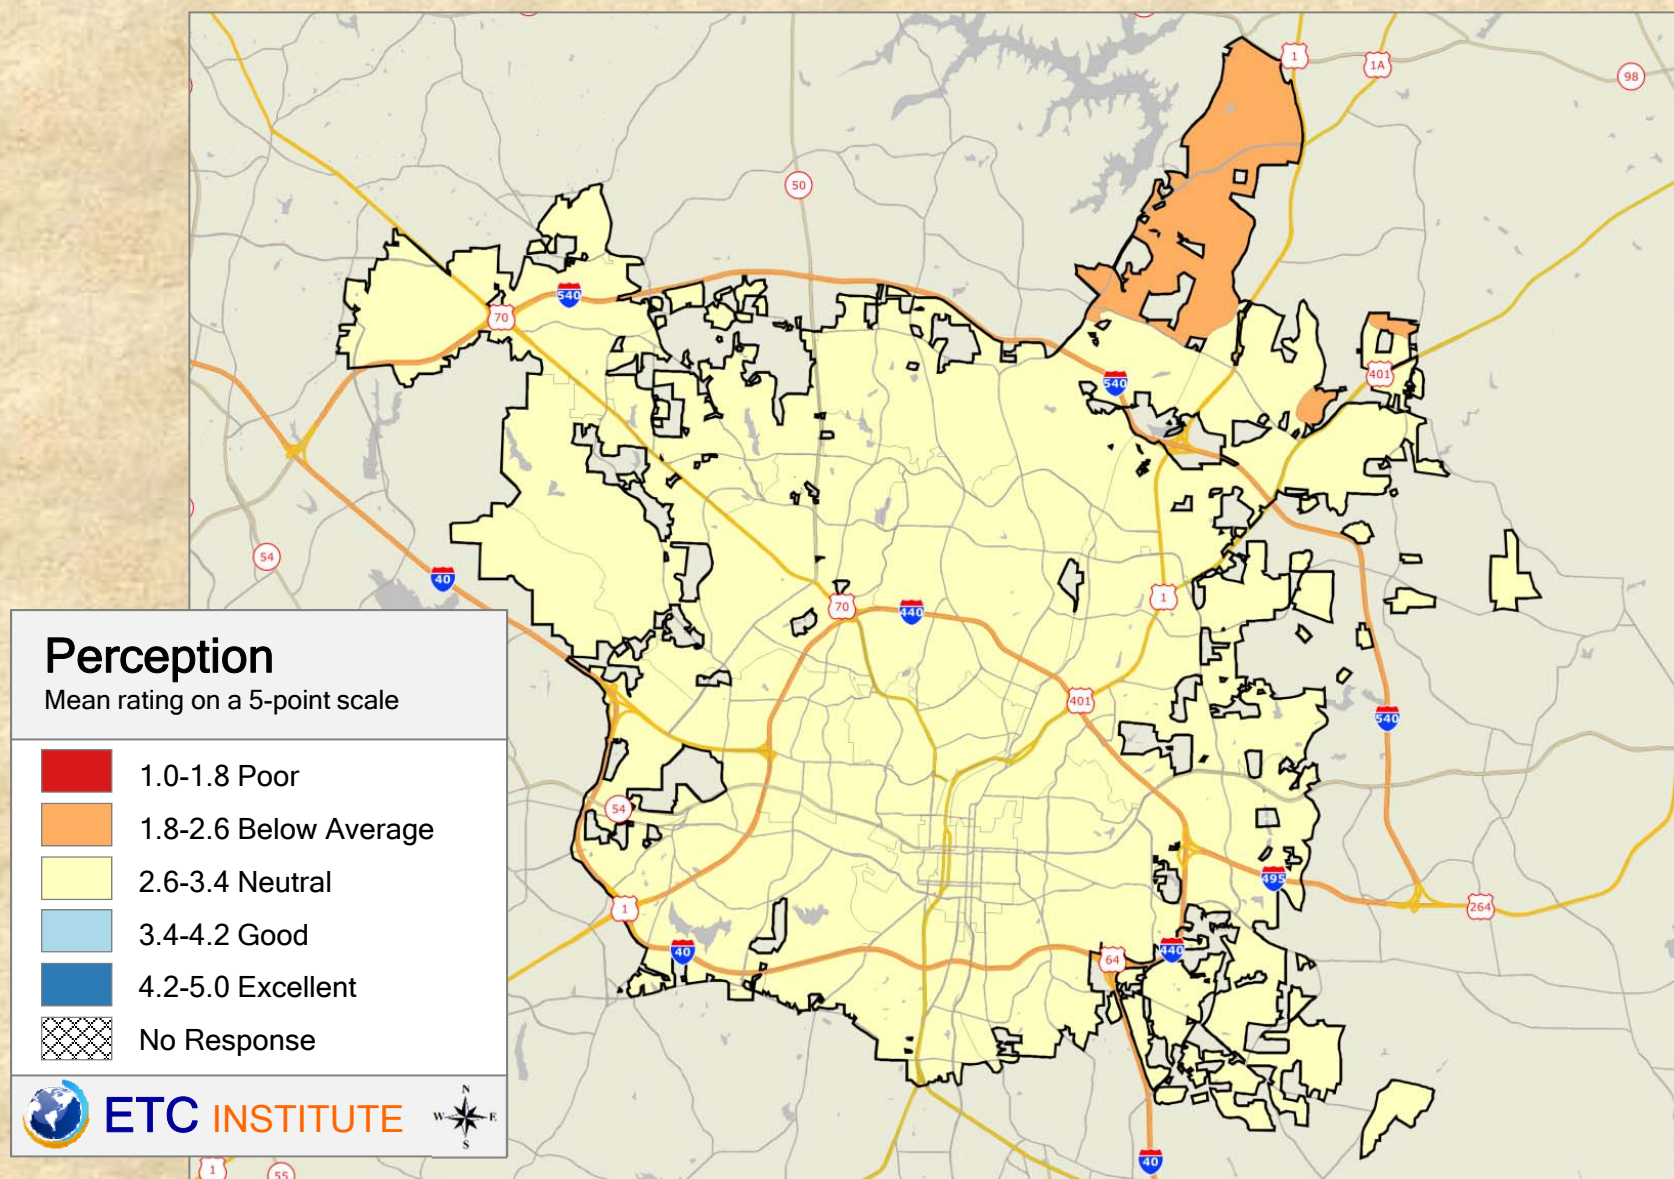 1
1A
98
50
540
70
401
540
54
40
70
440
1
401
540
54
495
1
264
40
440
64
40
1
55
Perception
Mean rating on a 5-point scale
1.0-1.8 Poor
1.8-2.6 Below Average
2.6-3.4 Neutral
3.4-4.2 Good
4.2-5.0 Excellent
No Response
ETC INSTITUTE
N
W E
S